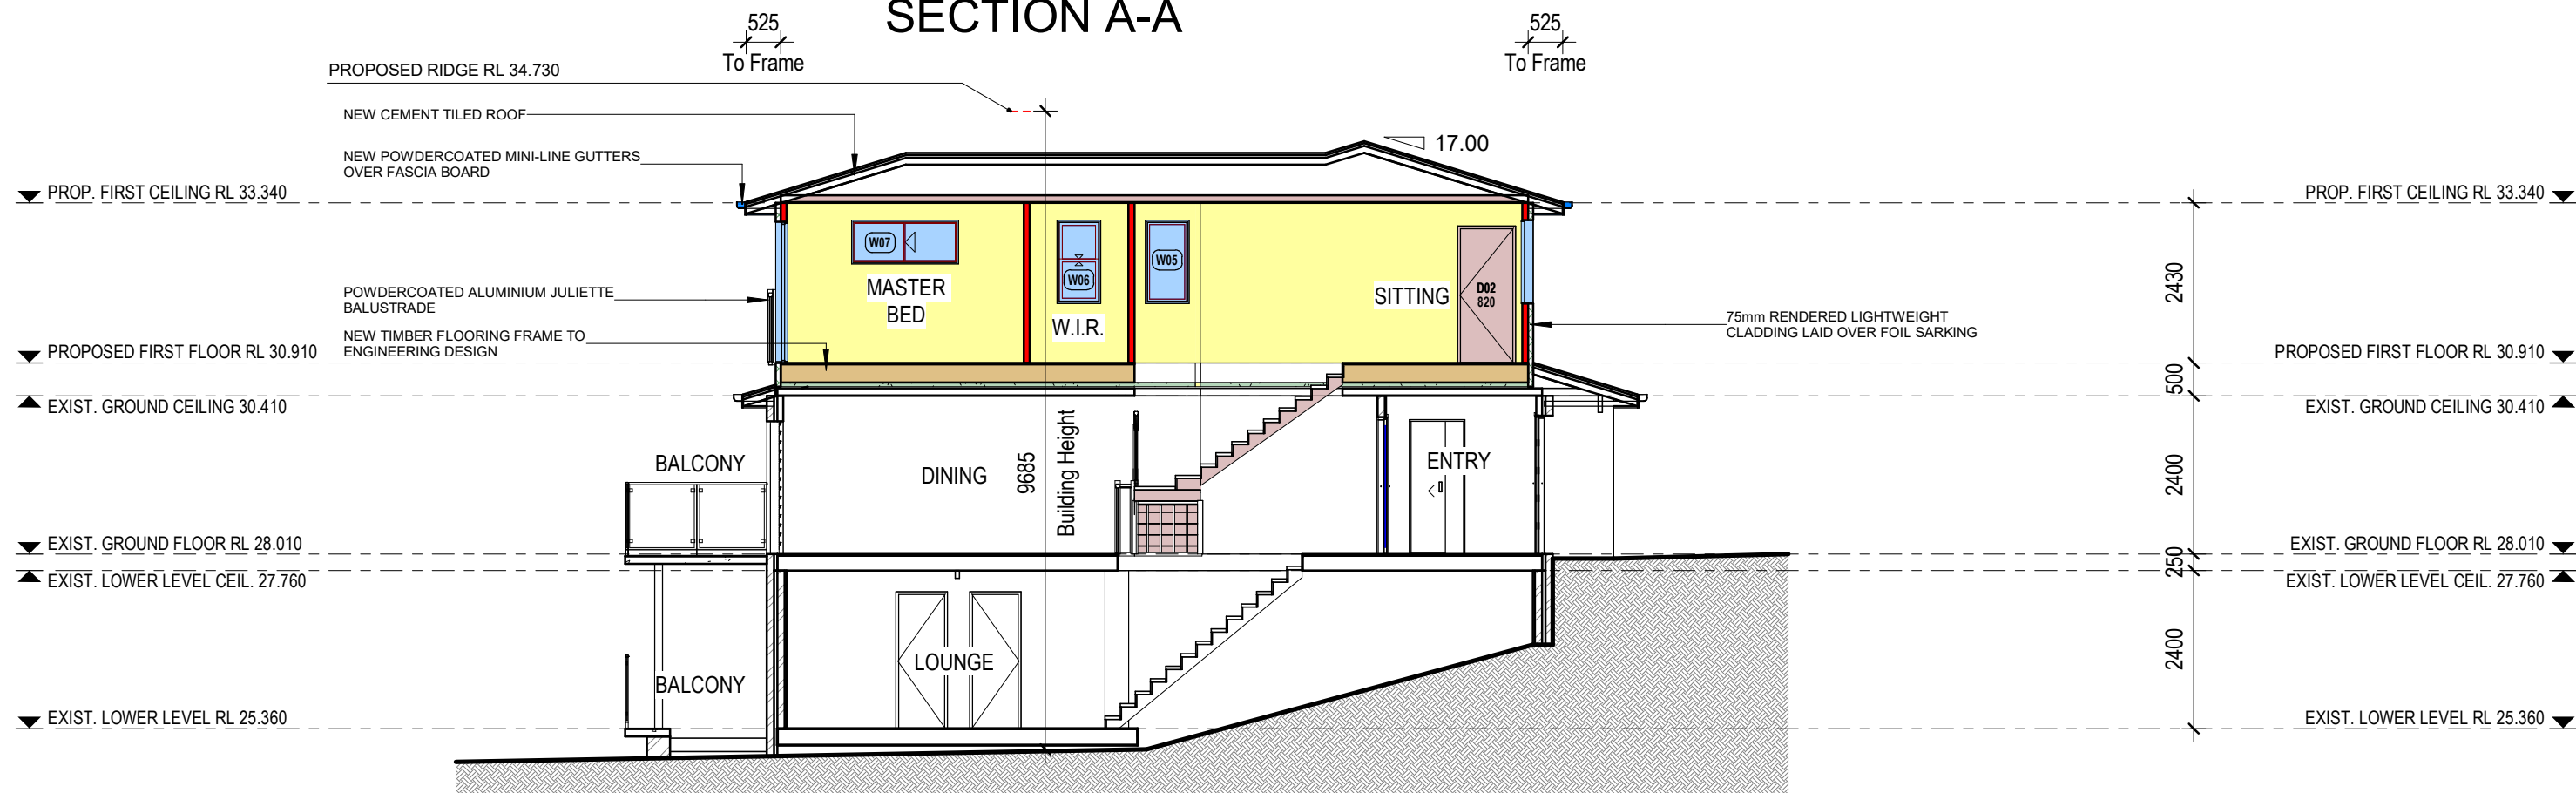 SECTION A-A
525
To Frame
525
To Frame
PROPOSED RIDGE RL 34.730
NEW CEMENT TILED ROOF
NEW POWDERCOATED MINI-LINE GUTTERS
OVER FASCIA BOARD
17.00
PROP. FIRST CEILING RL 33.340
PROP. FIRST CEILING RL 33.340
W07
W06
W05
MASTER
BED
W.I.R.
SITTING
D02
820
2430
POWDERCOATED ALUMINIUM JULIETTE
BALUSTRADE
NEW TIMBER FLOORING FRAME TO
ENGINEERING DESIGN
75mm RENDERED LIGHTWEIGHT
CLADDING LAID OVER FOIL SARKING
PROPOSED FIRST FLOOR RL 30.910
PROPOSED FIRST FLOOR RL 30.910
500
EXIST. GROUND CEILING 30.410
EXIST. GROUND CEILING 30.410
BALCONY
DINING
9685
Building Height
ENTRY
2400
EXIST. GROUND FLOOR RL 28.010
EXIST. GROUND FLOOR RL 28.010
250
EXIST. LOWER LEVEL CEIL. 27.760
EXIST. LOWER LEVEL CEIL. 27.760
LOUNGE
2400
BALCONY
EXIST. LOWER LEVEL RL 25.360
EXIST. LOWER LEVEL RL 25.360